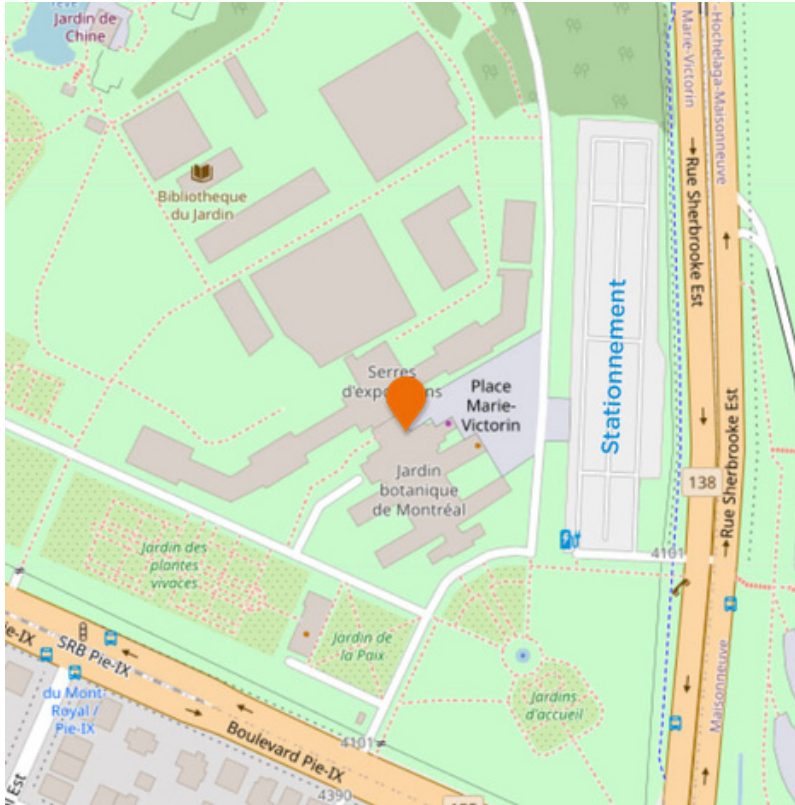 Jardin de
Chine
Bibliotheque
du Jardin
Marie-Victorin
-Hochelaga-Maisonneuve
Rue Sherbrooke Est
Stationnement
Serres
Place
Marie-
Victorin
Jardin
botanique
de Montréal
138
Rue Sherbrooke Est
4101
Jardin des
plantes
vivaces
Jardin de
la Paix
Jardins
d'accueil
Maisonneuve
Pie-IX
SRB Pie-IX
du Mont-
Royal /
Pie-IX
Boulevard Pie-IX
4101
4390
Est